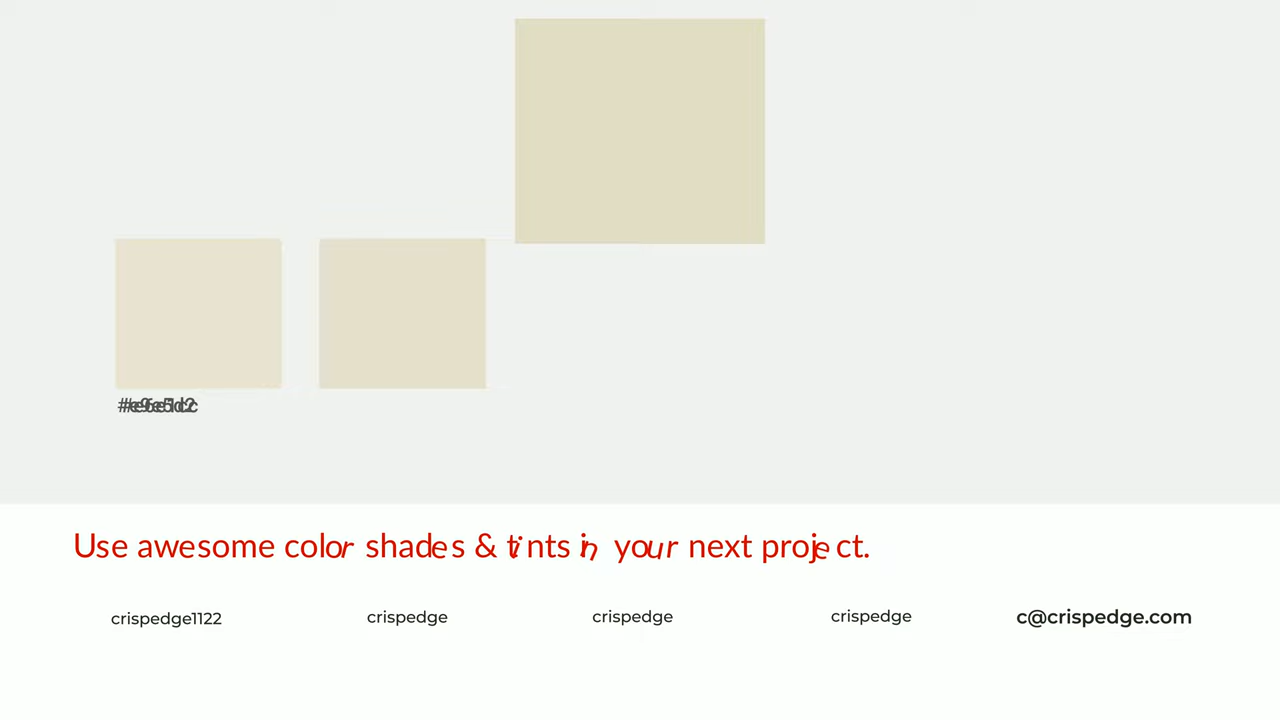 Use awesome color shades & tints in your next project.
crispedge1122 crispedge crispedge crispedge c@crispedge.com